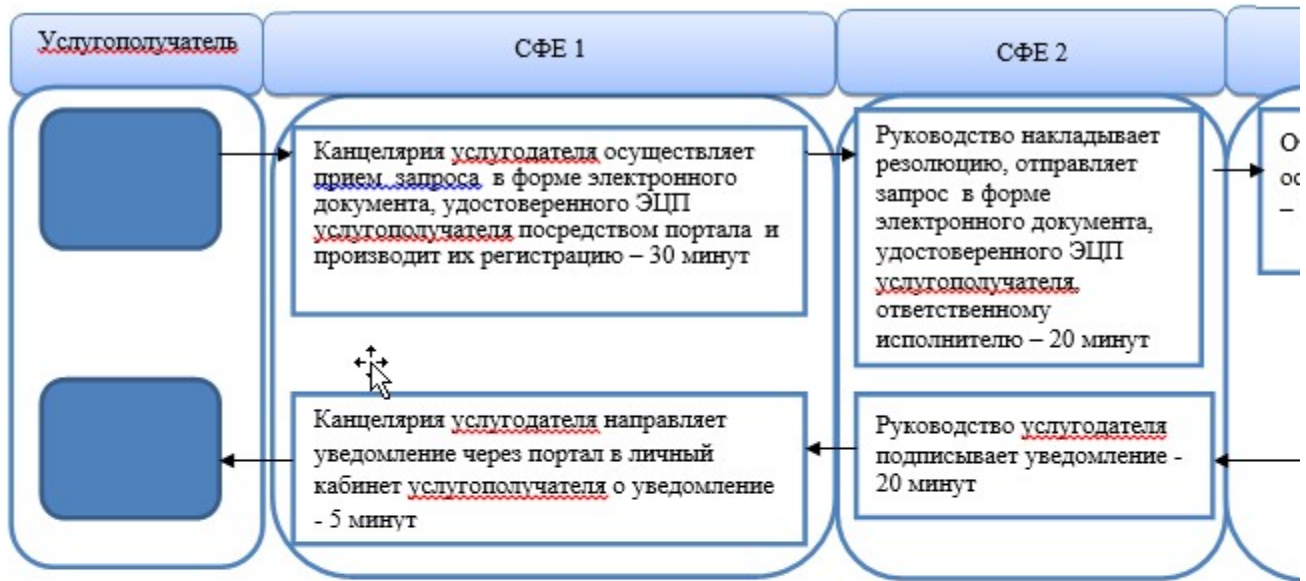 Услугополучатель
СФЕ 1
СФЕ 2
Канцелярия услугодателя осуществляет
прием запроса в форме электронного
документа, удостоверенного ЭЦП
услугополучателя посредством портала и
производит их регистрацию – 30 минут
Руководство накладывает
резолюцию, отправляет
запрос в форме
электронного документа,
удостоверенного ЭЦП
услугополучателя,
ответственному
исполнителю – 20 минут
Канцелярия услугодателя направляет
уведомление через портал в личный
кабинет услугополучателя о уведомление
- 5 минут
Руководство услугодателя
подписывает уведомление -
20 минут